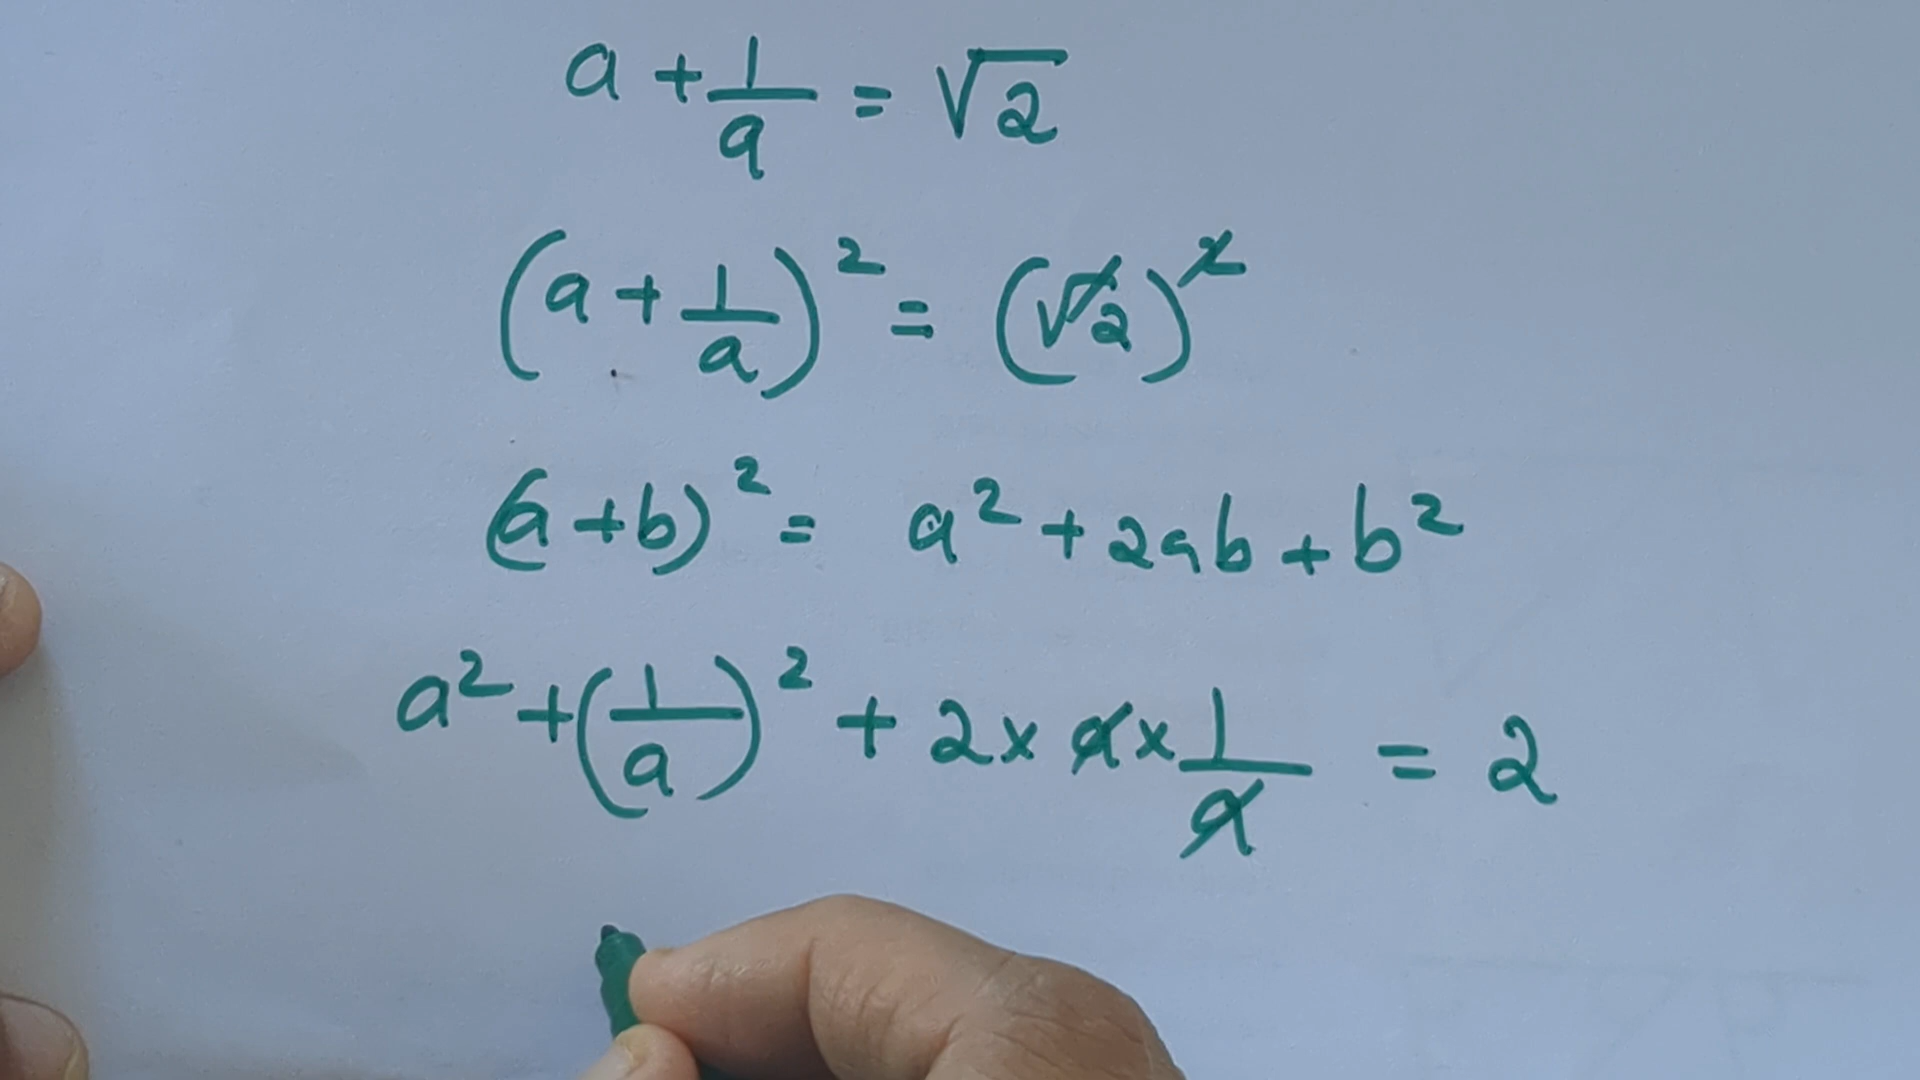 a + 1/a = √2
(a + 1/a)² = (√2)²
(a+b)² = a² + 2ab + b²
a² + (1/a)² + 2 × a × 1/a = 2